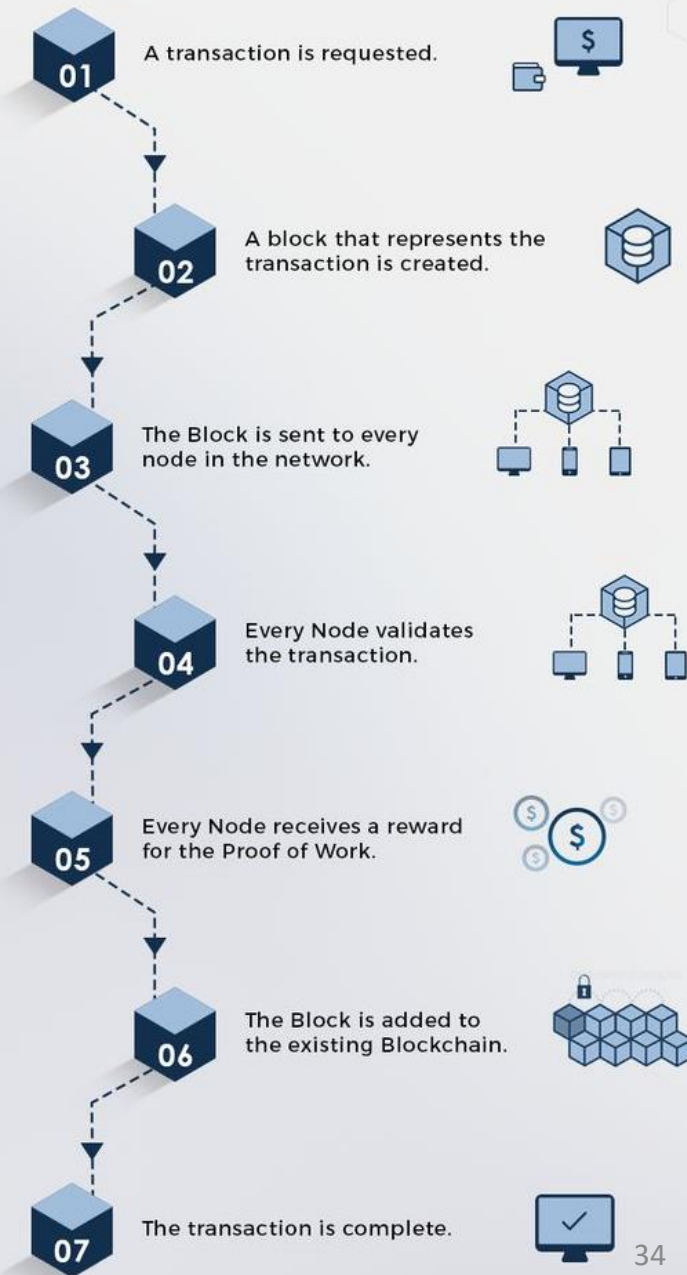 01
A transaction is requested.
$
02
A block that represents the
transaction is created.
03
The Block is sent to every
node in the network.
04
Every Node validates
the transaction.
05
Every Node receives a reward
for the Proof of Work.
$
$
$
$
06
The Block is added to
the existing Blockchain.
07
The transaction is complete.
34